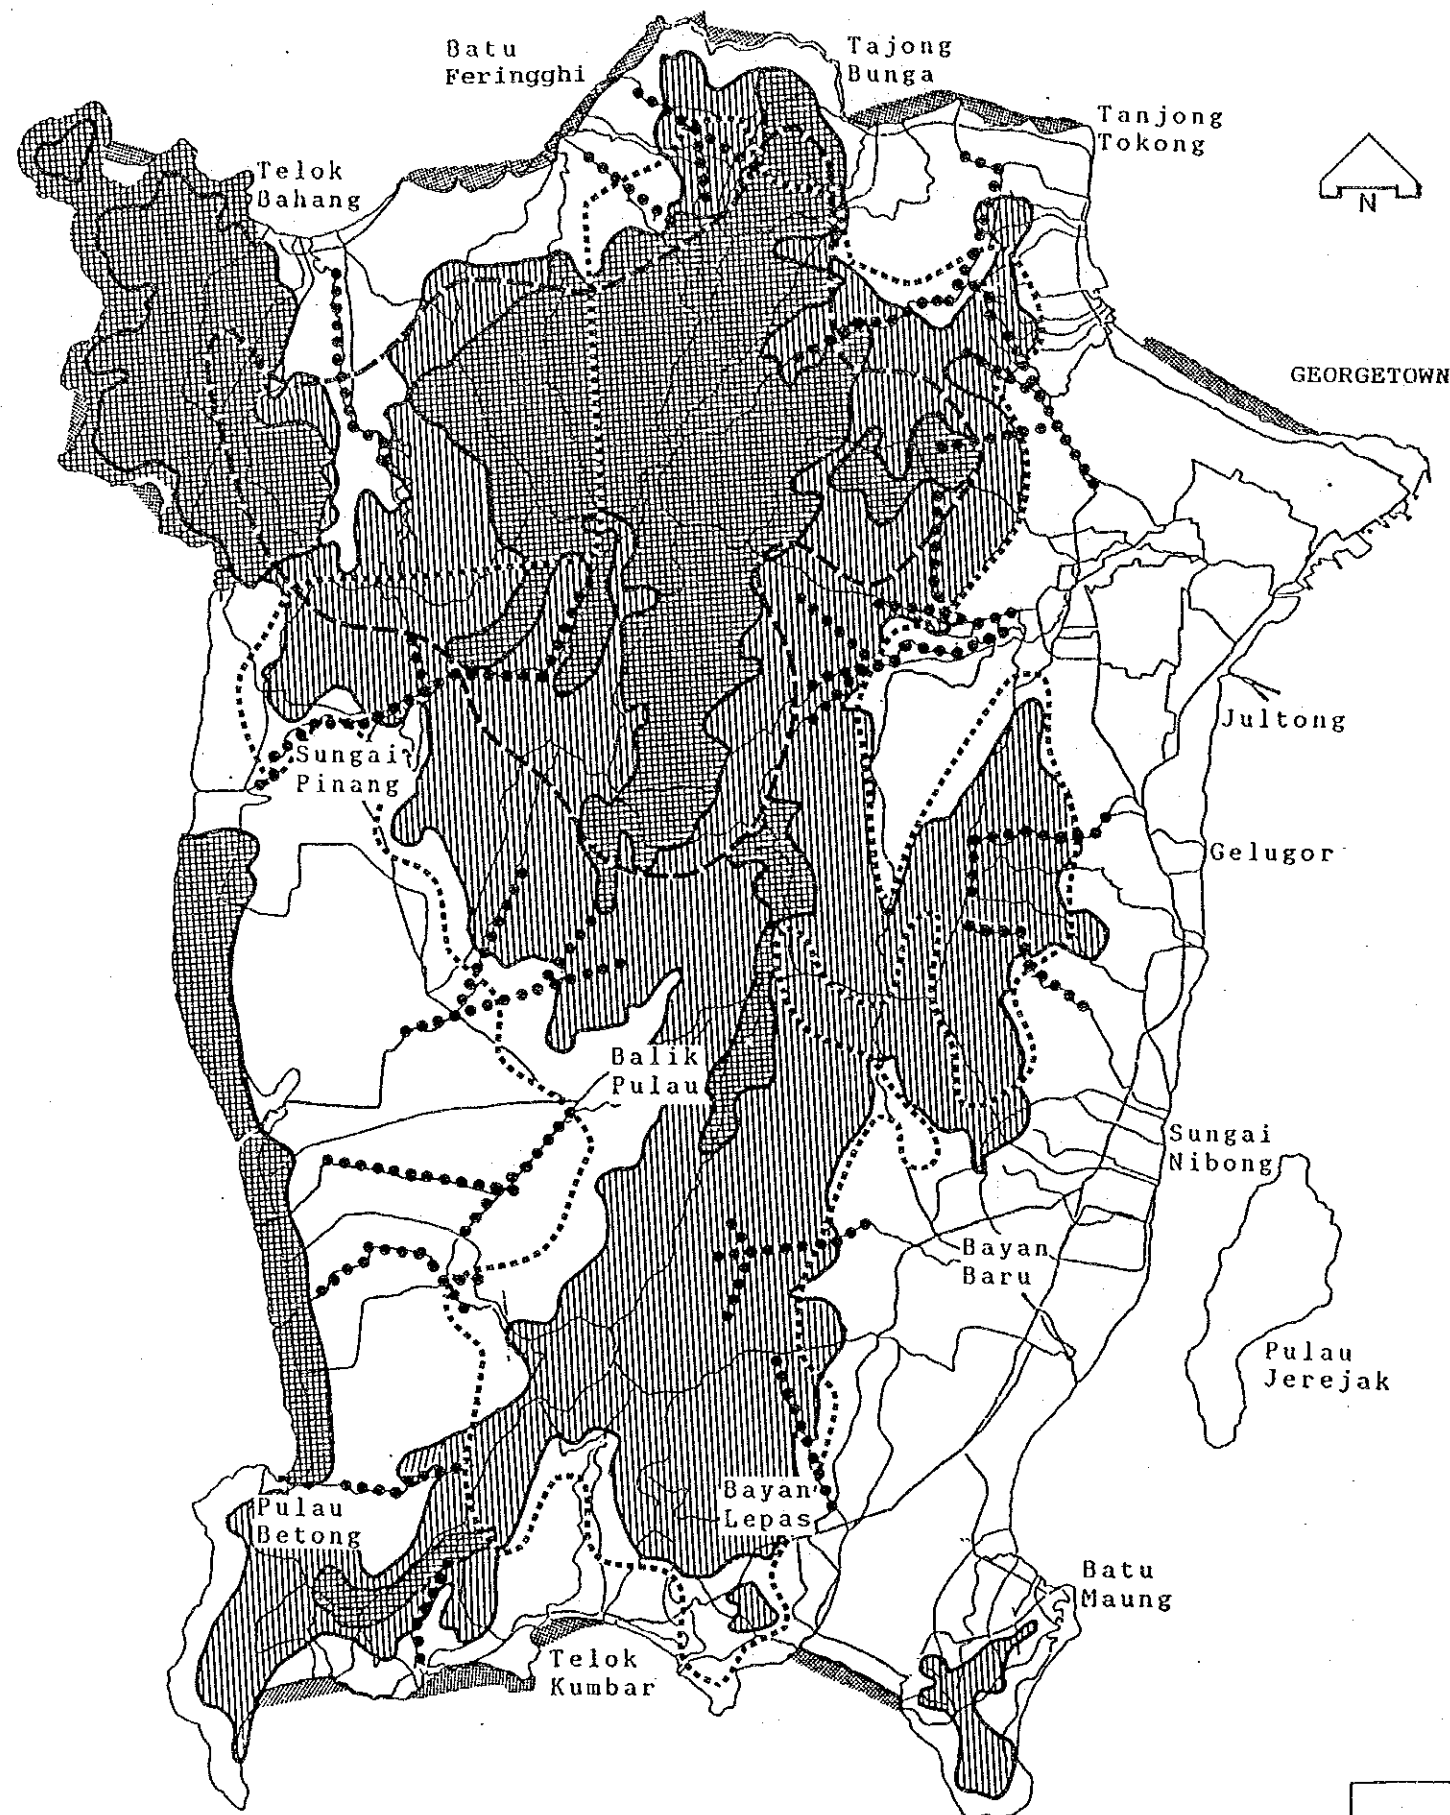 Batu
Feringghi
Tajong
Bunga
Tanjong
Tokong
Telok
Bahang
N
GEORGETOWN
Jultong
Sungai
Pinang
Gelugor
Balik
Pulau
Sungai
Nibong
Bayan
Baru
Pulau
Jerejak
Bayan
Lepas
Pulau
Betong
Batu
Maung
Telok
Kumbar